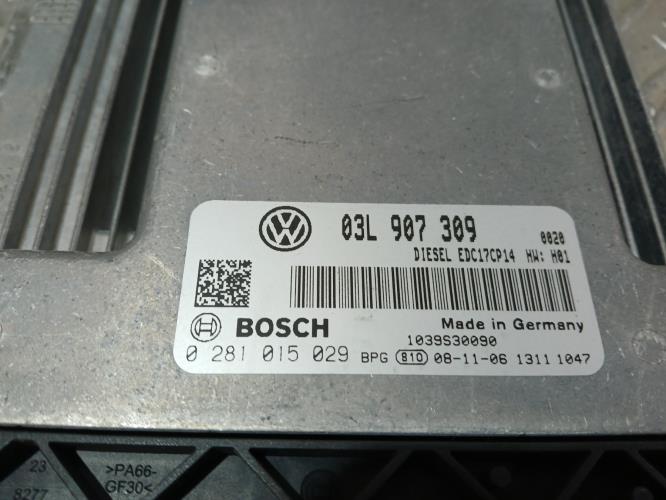 03L 907 309 0020
DIESEL EDC17CP14 HW: H01
BOSCH Made in Germany
1039S30090
0 281 015 029 BPG 810 08-11-06 1311 1047
23 >PA66-
8277 GF30<